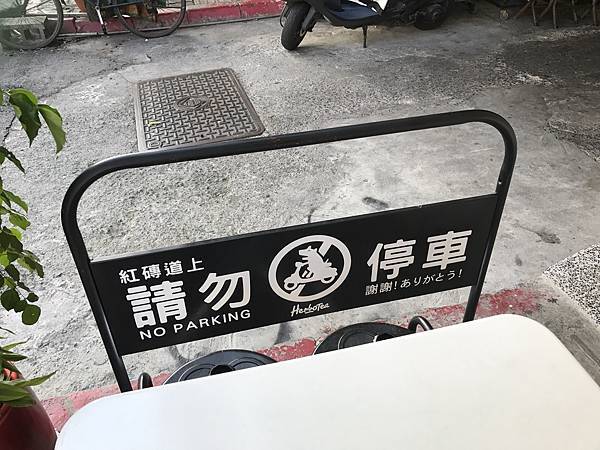 紅磚道上
請勿
NO PARKING
HerboTea
停車
謝謝!ありがとう!